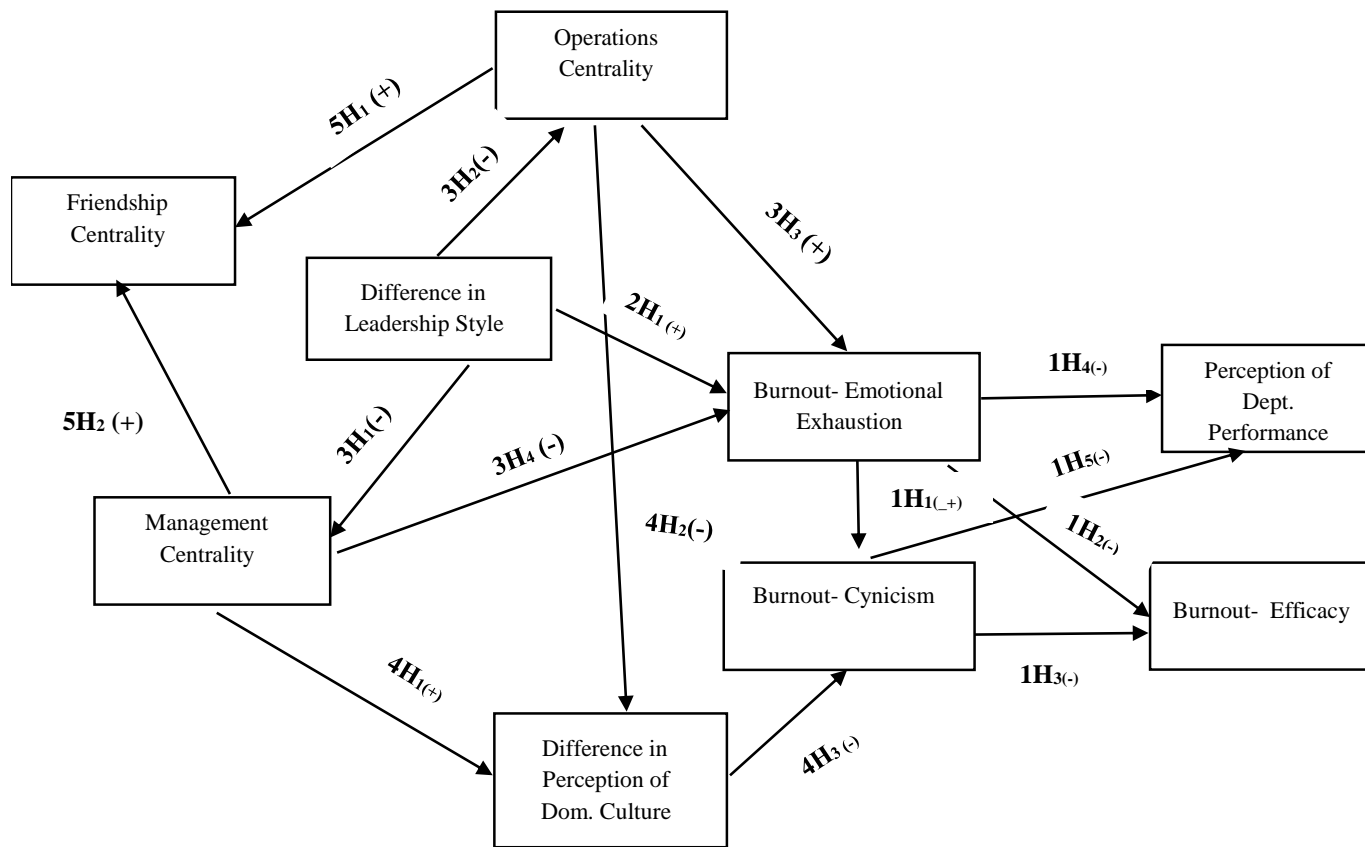 Operations
Centrality
5H₁ (+)
3H₂(-)
Friendship
Centrality
3H₃ (+)
Difference in
Leadership Style
2H₁ (+)
1H₄(-)
Perception of
Dept.
Performance
Burnout- Emotional
Exhaustion
5H₂ (+)
3H₁(-)
3H₄ (-)
1H₅(-)
1H₁(_+)
Management
Centrality
4H₂(-)
1H₂(-)
Burnout- Cynicism
Burnout- Efficacy
4H₁(+)
1H₃(-)
Difference in
Perception of
Dom. Culture
4H₃ (-)